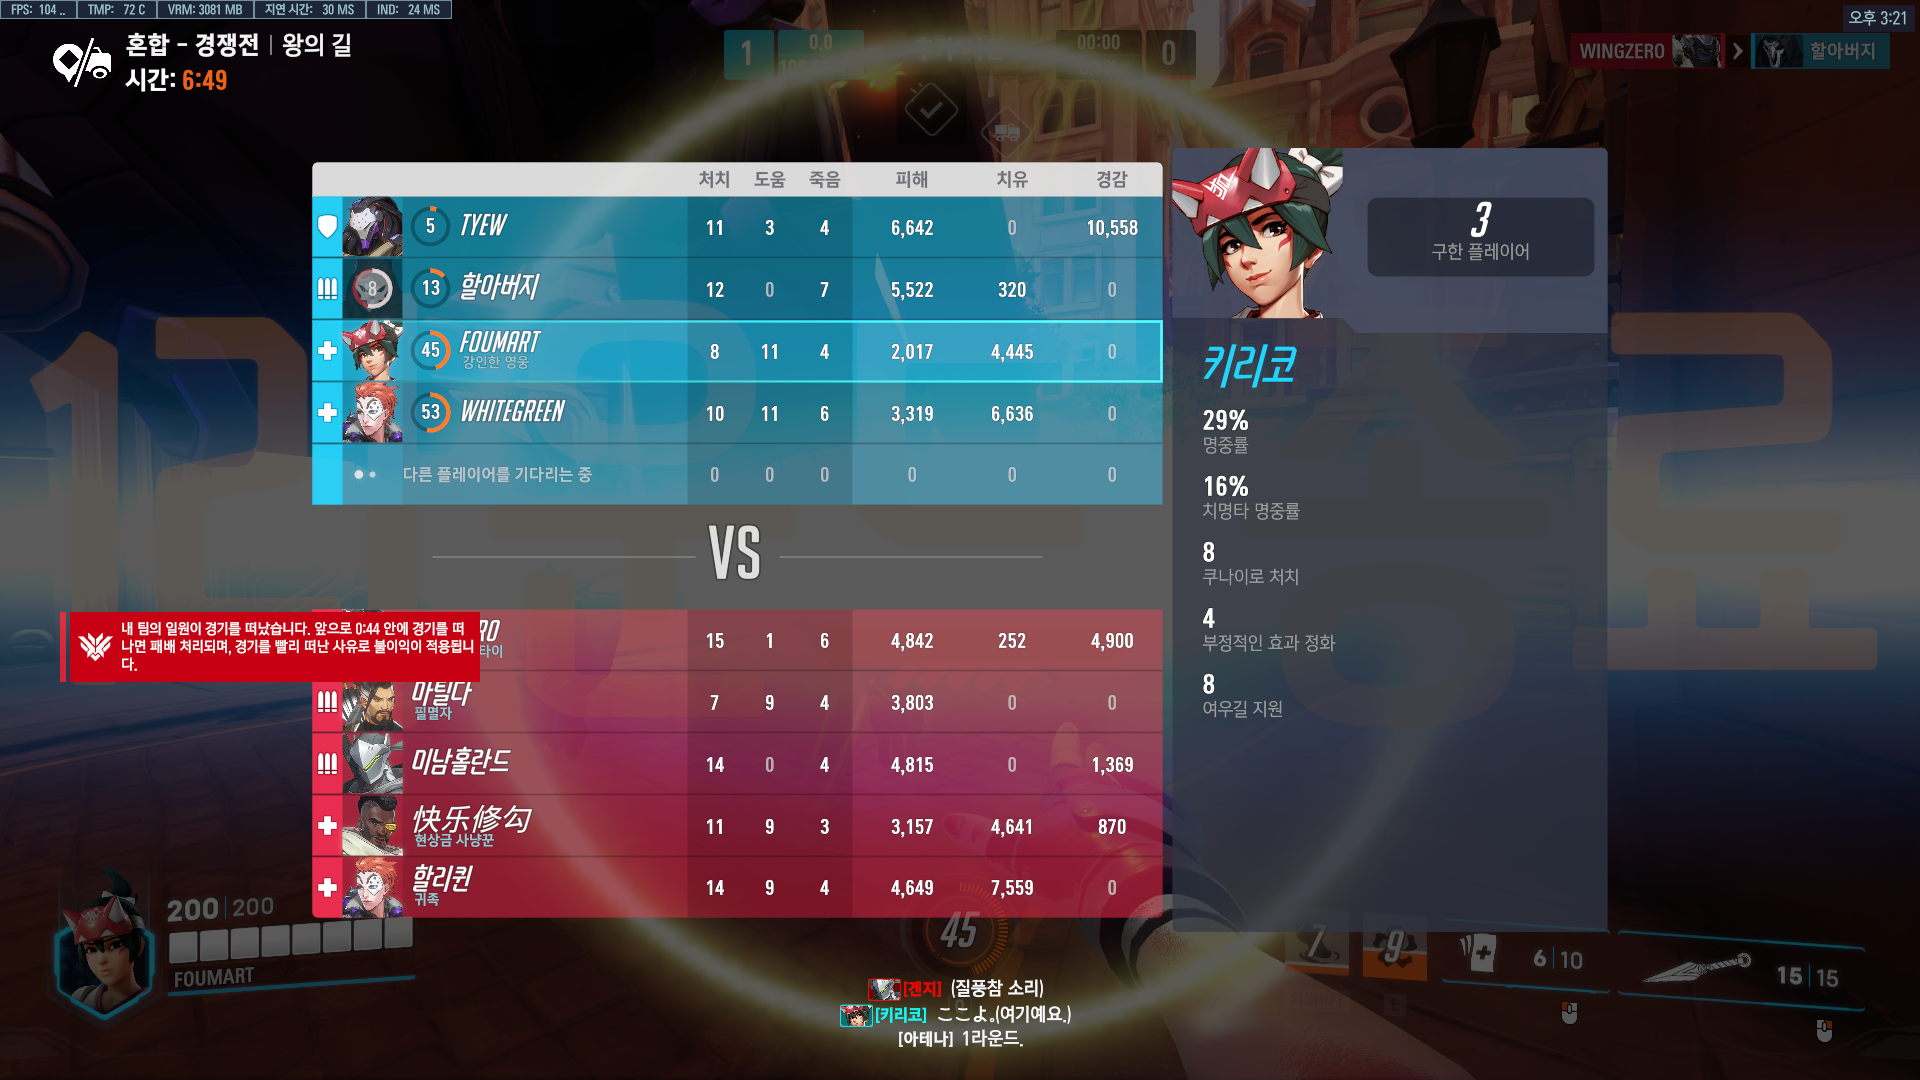 FPS: 104 ..
TMP: 72 C
VRM: 3081 MB
지연 시간: 30 MS
IND: 24 MS
오후 3:21
혼합 - 경쟁전 | 왕의 길
시간: 6:49
1
0.0
00:00
0
WINGZERO
할아버지
처치 도움 죽음 피해 치유 경감
5 TYEW 11 3 4 6,642 0 10,558
8 13 할아버지 12 0 7 5,522 320 0
45 FOUMART 8 11 4 2,017 4,445 0
강인한 영웅
53 WHITEGREEN 10 11 6 3,319 6,636 0
다른 플레이어를 기다리는 중 0 0 0 0 0 0
VS
RO 15 1 6 4,842 252 4,900
타이
내 팀의 일원이 경기를 떠났습니다. 앞으로 0:44 안에 경기를 떠
나면 패배 처리되며, 경기를 빨리 떠난 사유로 불이익이 적용됩니
다.
마틸다 7 9 4 3,803 0 0
필멸자
미남홀란드 14 0 4 4,815 0 1,369
快乐修勾 11 9 3 3,157 4,641 870
현상금 사냥꾼
할리퀸 14 9 4 4,649 7,559 0
귀족
3
구한 플레이어
키리코
29%
명중률
16%
치명타 명중률
8
쿠나이로 처치
4
부정적인 효과 정화
8
여우길 지원
200 | 200
FOUMART
45
7
9
6 | 10
15 | 15
E
[겐지] (질풍참 소리)
[키리코] ここよ。(여기예요.)
[아테나] 1라운드.